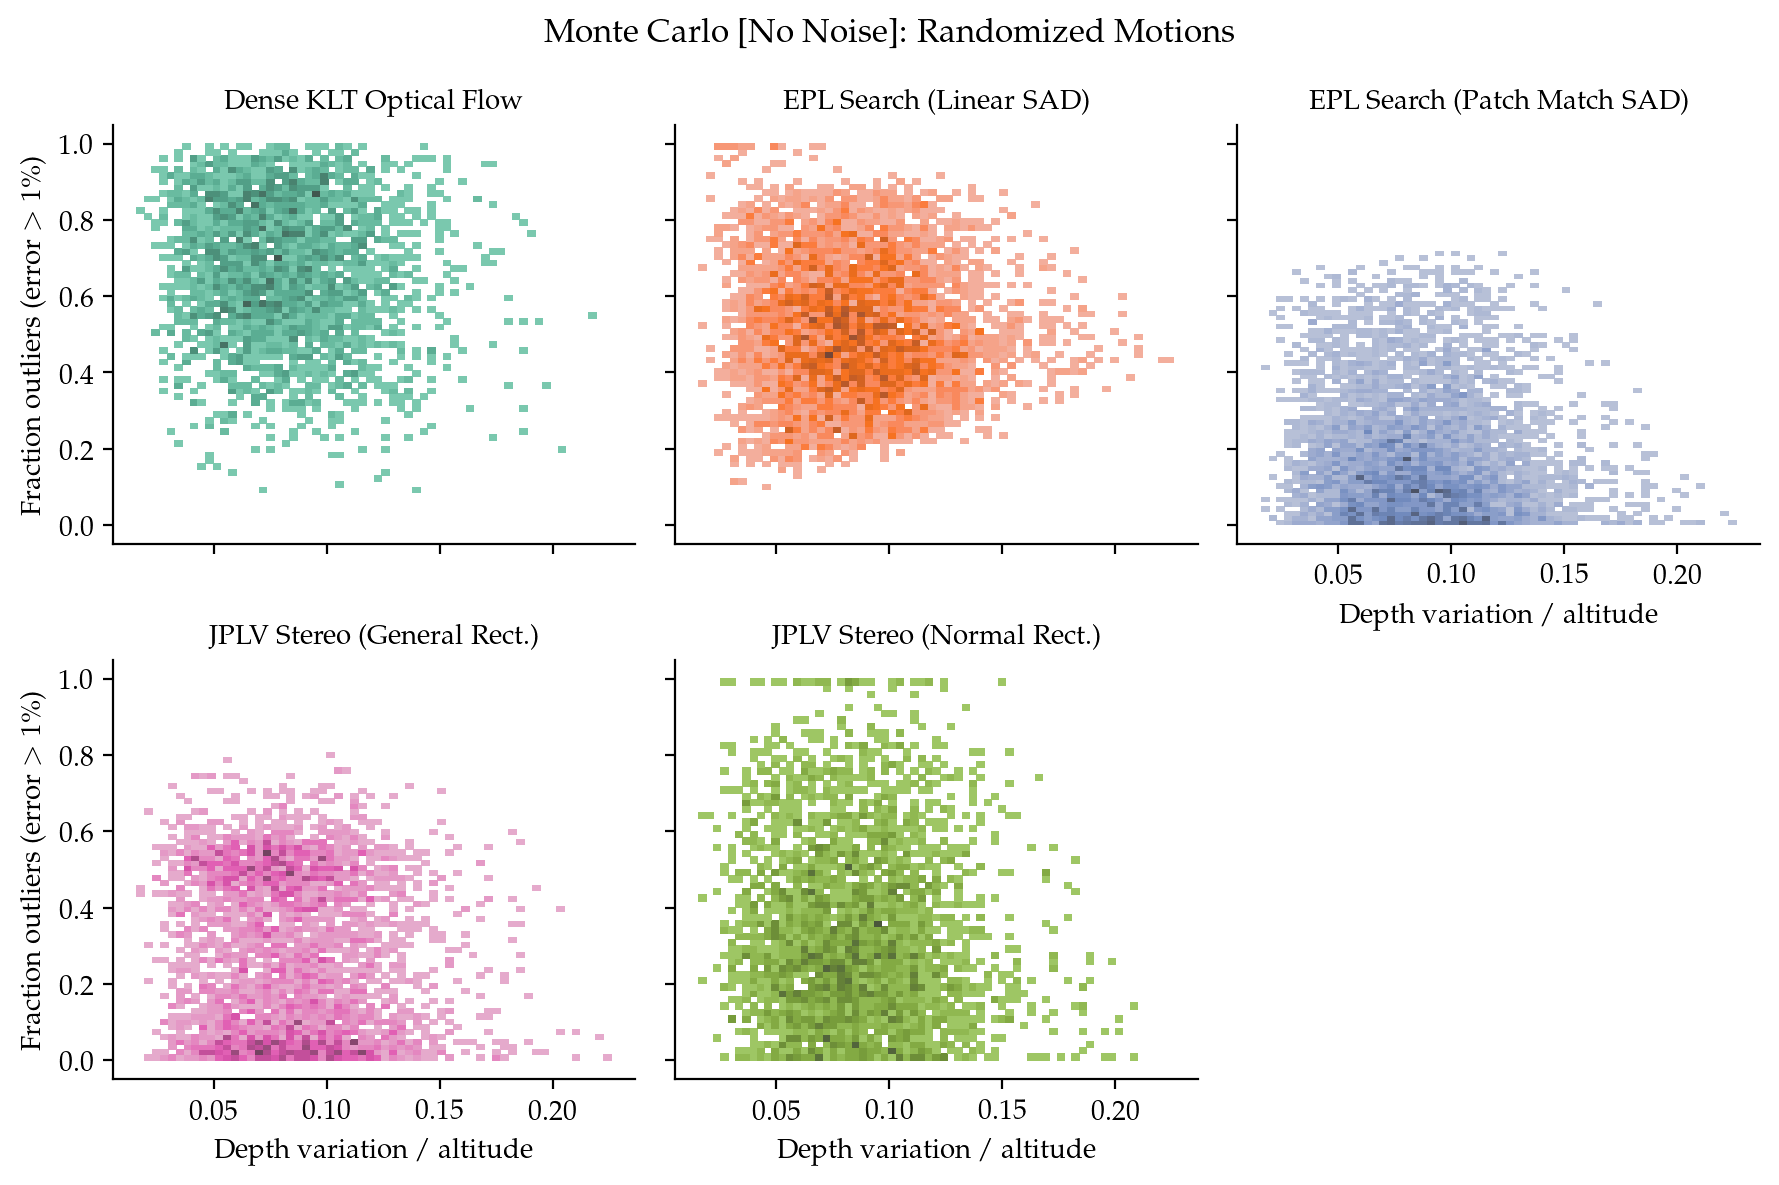 Monte Carlo [No Noise]: Randomized Motions
Dense KLT Optical Flow
EPL Search (Linear SAD)
EPL Search (Patch Match SAD)
Fraction outliers (error > 1%)
1.0
0.8
0.6
0.4
0.2
0.0
0.05 0.10 0.15 0.20
Depth variation / altitude
JPLV Stereo (General Rect.)
JPLV Stereo (Normal Rect.)
Fraction outliers (error > 1%)
1.0
0.8
0.6
0.4
0.2
0.0
0.05 0.10 0.15 0.20
Depth variation / altitude
0.05 0.10 0.15 0.20
Depth variation / altitude